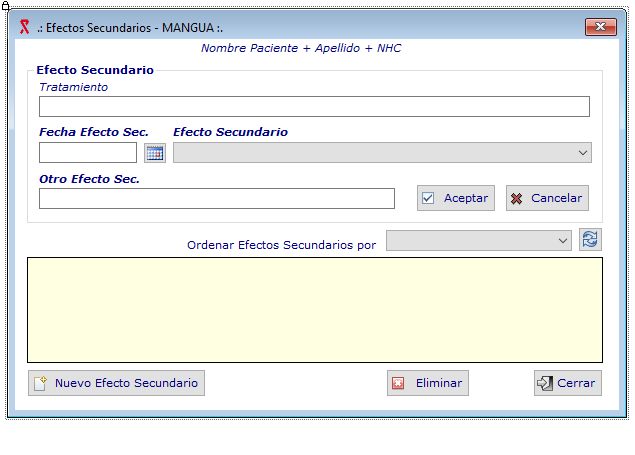 .: Efectos Secundarios - MANGUA :.
Nombre Paciente + Apellido + NHC
Efecto Secundario
Tratamiento
Fecha Efecto Sec. Efecto Secundario
Otro Efecto Sec.
Aceptar Cancelar
Ordenar Efectos Secundarios por
Nuevo Efecto Secundario Eliminar Cerrar